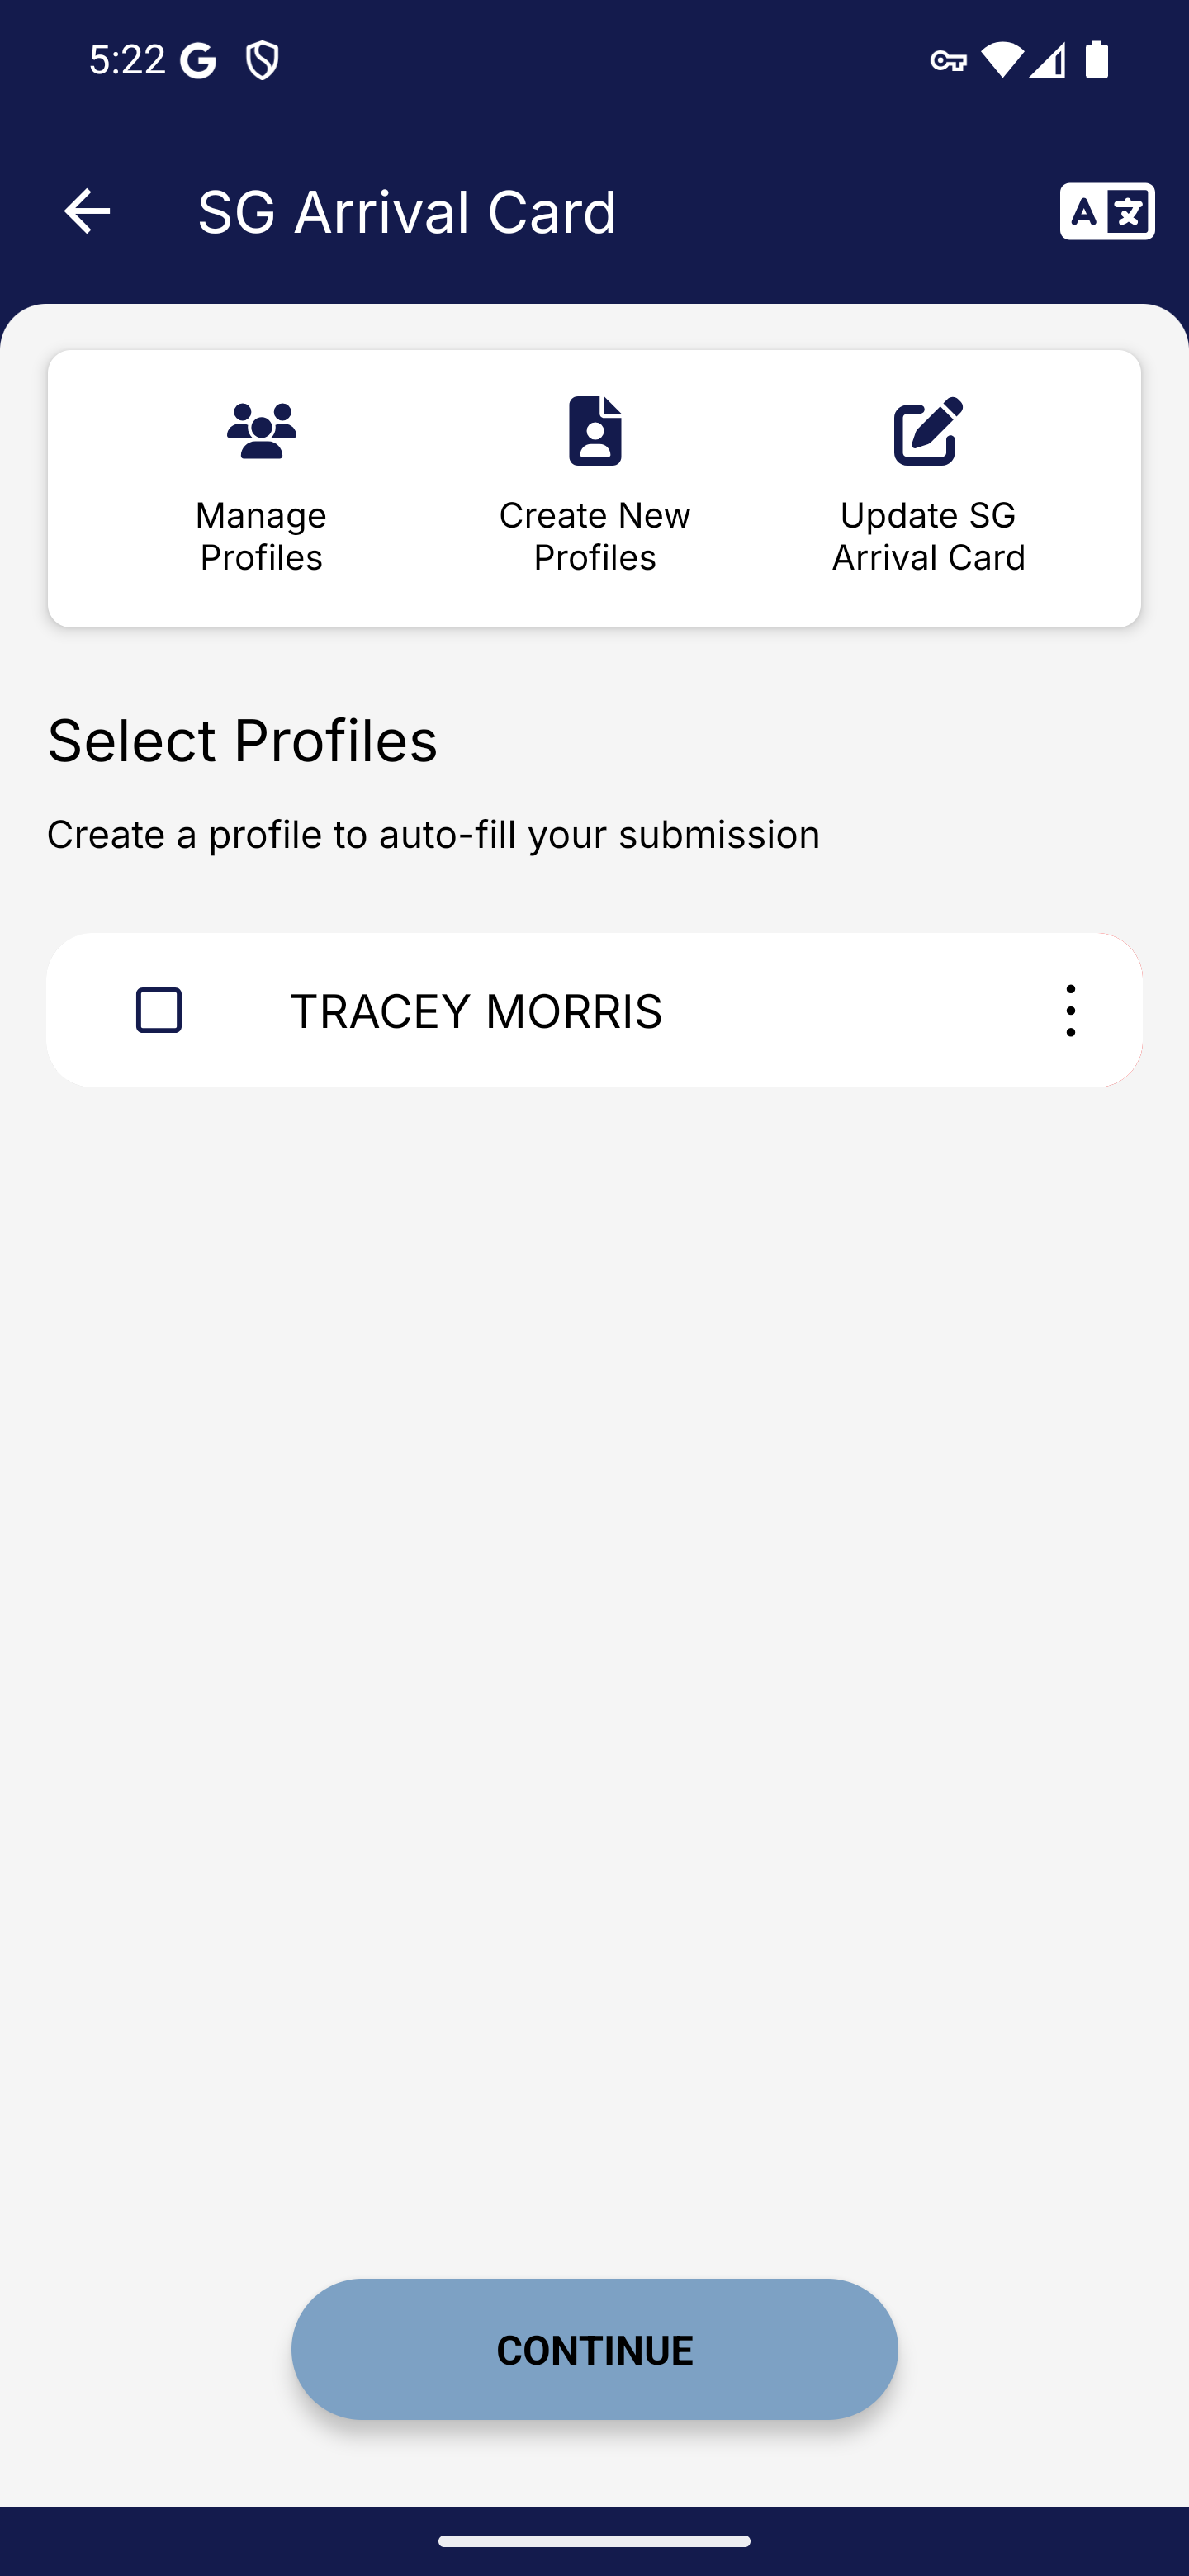 5:22
SG Arrival Card
A 文
Manage
Profiles
Create New
Profiles
Update SG
Arrival Card
Select Profiles
Create a profile to auto-fill your submission
TRACEY MORRIS
CONTINUE